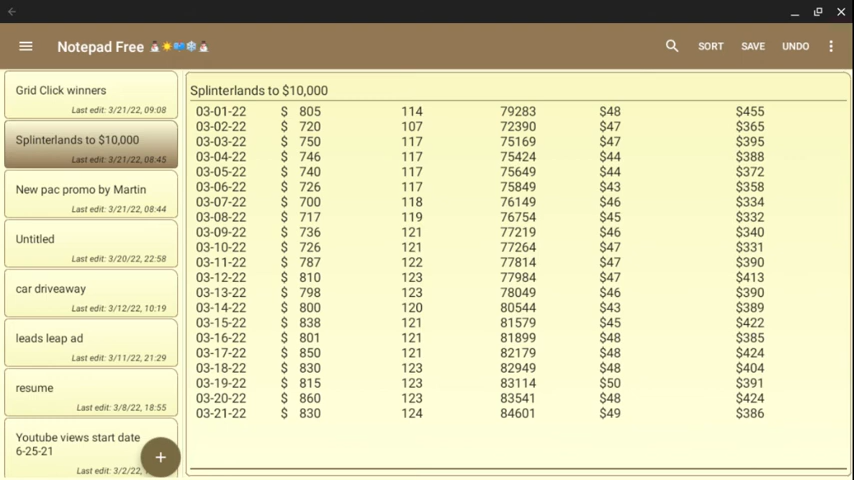 Notepad Free ⛄☀💙❄⛄
SORT
SAVE
UNDO
Grid Click winners
Last edit: 3/21/22, 09:08
Splinterlands to $10,000
Last edit: 3/21/22, 08:45
New pac promo by Martin
Last edit: 3/21/22, 08:44
Untitled
Last edit: 3/20/22, 22:58
car driveaway
Last edit: 3/12/22, 10:19
leads leap ad
Last edit: 3/11/22, 21:29
resume
Last edit: 3/8/22, 18:55
Youtube views start date
6-25-21
Last edit: 3/2/22,
+
Splinterlands to $10,000
03-01-22 $ 805 114 79283 $48 $455
03-02-22 $ 720 107 72390 $47 $365
03-03-22 $ 750 117 75169 $47 $395
03-04-22 $ 746 117 75424 $44 $388
03-05-22 $ 740 117 75649 $44 $372
03-06-22 $ 726 117 75849 $43 $358
03-07-22 $ 700 118 76149 $46 $334
03-08-22 $ 717 119 76754 $45 $332
03-09-22 $ 736 121 77219 $46 $340
03-10-22 $ 726 121 77264 $47 $331
03-11-22 $ 787 122 77814 $47 $390
03-12-22 $ 810 123 77984 $47 $413
03-13-22 $ 798 123 78049 $46 $390
03-14-22 $ 800 120 80544 $43 $389
03-15-22 $ 838 121 81579 $45 $422
03-16-22 $ 801 121 81899 $48 $385
03-17-22 $ 850 121 82179 $48 $424
03-18-22 $ 830 123 82949 $48 $404
03-19-22 $ 815 123 83114 $50 $391
03-20-22 $ 860 123 83541 $48 $424
03-21-22 $ 830 124 84601 $49 $386